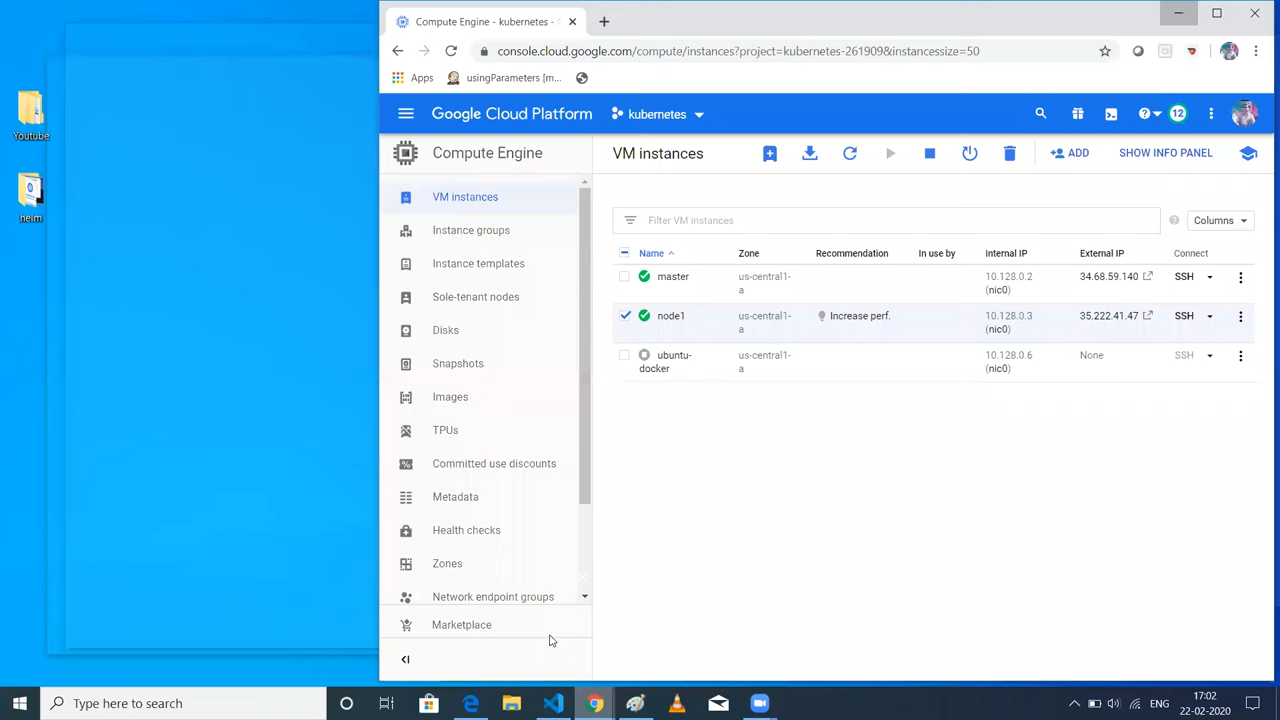 Youtube
helm
Compute Engine - kubernetes -
console.cloud.google.com/compute/instances?project=kubernetes-261909&instancessize=50
Apps
usingParameters [m...
Google Cloud Platform
kubernetes
12
Compute Engine
VM instances
Instance groups
Instance templates
Sole-tenant nodes
Disks
Snapshots
Images
TPUs
Committed use discounts
Metadata
Health checks
Zones
Network endpoint groups
Marketplace
VM instances
ADD
SHOW INFO PANEL
Filter VM instances
Columns
Name Zone Recommendation In use by Internal IP External IP Connect
master us-central1-a 10.128.0.2 (nic0) 34.68.59.140 SSH
node1 us-central1-a Increase perf. 10.128.0.3 (nic0) 35.222.41.47 SSH
ubuntu-docker us-central1-a 10.128.0.6 (nic0) None SSH
Type here to search
ENG
17:02
22-02-2020